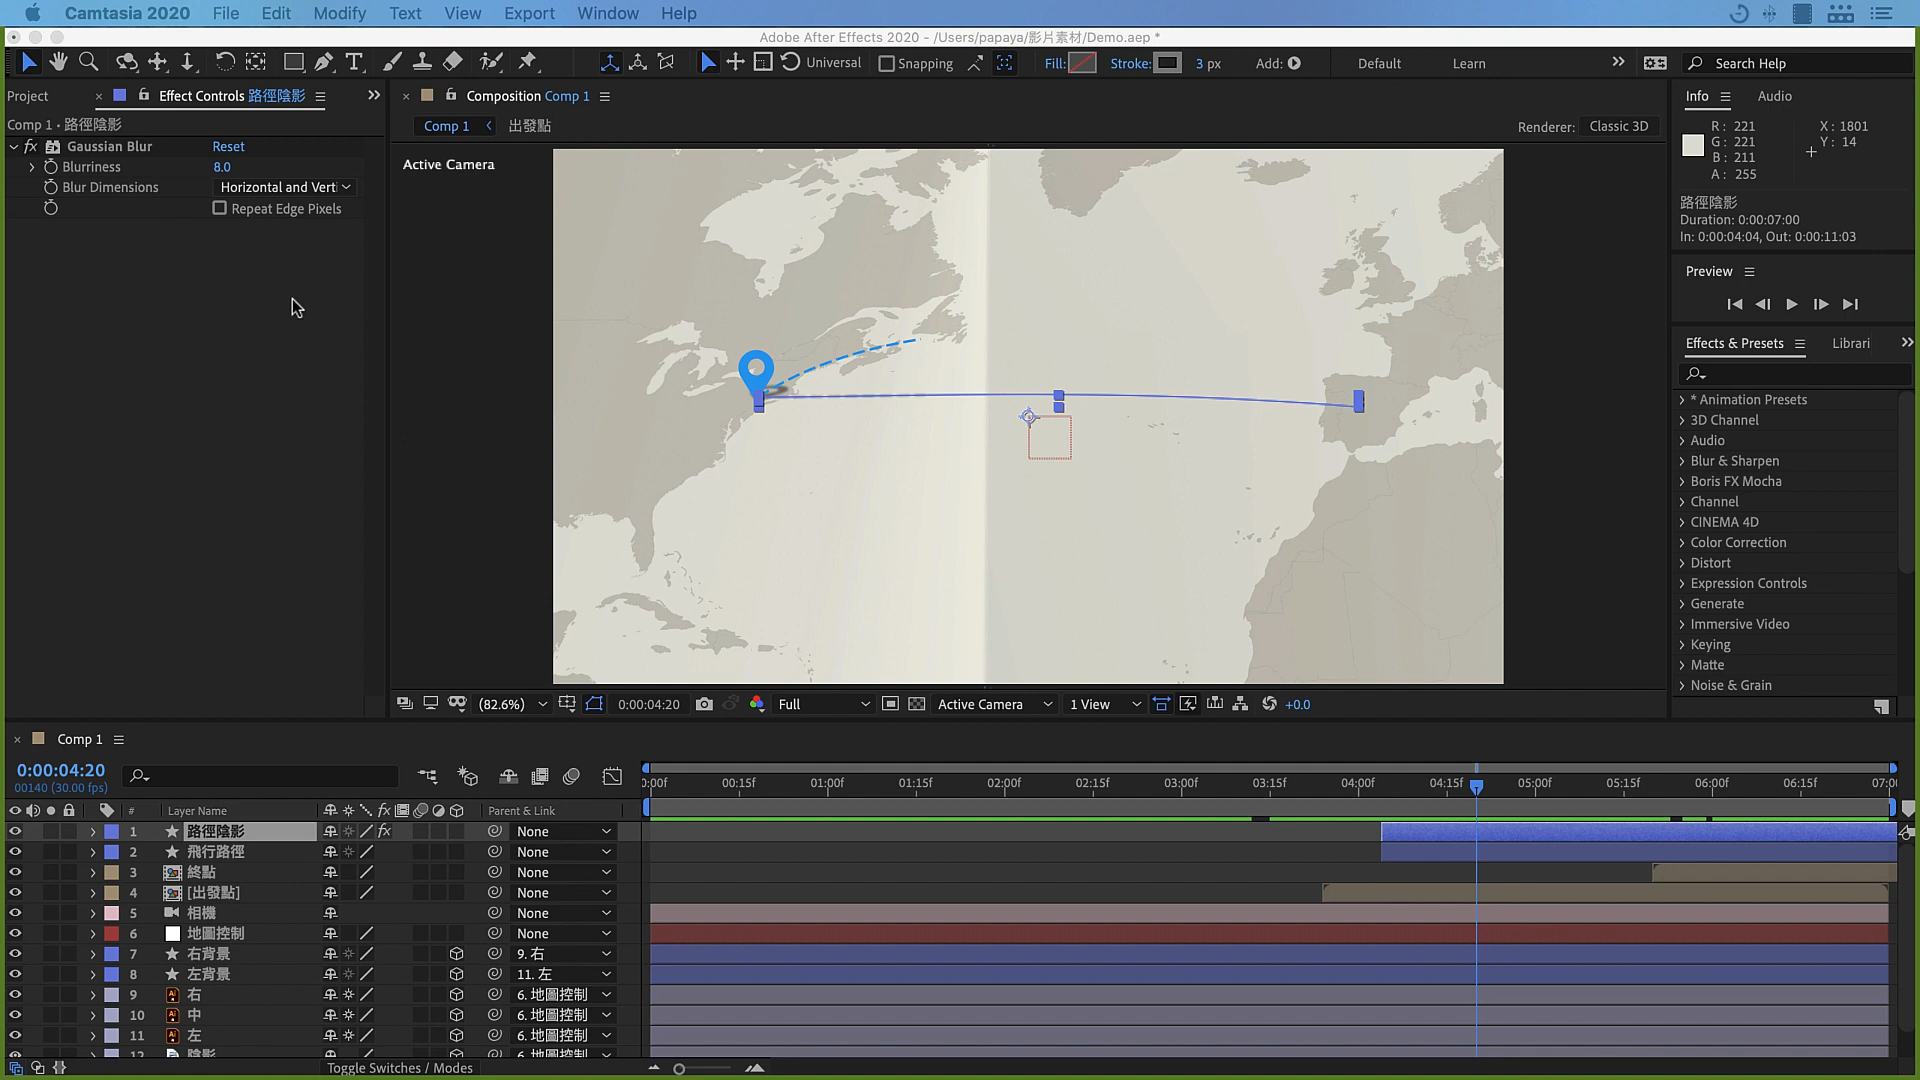 Camtasia 2020 File Edit Modify Text View Export Window Help
Adobe After Effects 2020 - /Users/papaya/影片素材/Demo.aep *
Universal Snapping Fill: Stroke: 3 px Add: Default Learn Search Help
Project Effect Controls 路徑陰影
Comp 1 • 路徑陰影
Gaussian Blur Reset
Blurriness 8.0
Blur Dimensions Horizontal and Verti
Repeat Edge Pixels
Composition Comp 1
Comp 1 出發點
Renderer: Classic 3D
Active Camera
(82.6%) 0:00:04:20 Full Active Camera 1 View +0.0
Info Audio
R: 221 X: 1801
G: 221 Y: 14
B: 211
A: 255
路徑陰影
Duration: 0:00:07:00
In: 0:00:04:04, Out: 0:00:11:03
Preview
Effects & Presets Librari
* Animation Presets
3D Channel
Audio
Blur & Sharpen
Boris FX Mocha
Channel
CINEMA 4D
Color Correction
Distort
Expression Controls
Generate
Immersive Video
Keying
Matte
Noise & Grain
Comp 1
0:00:04:20
00140 (30.00 fps)
:00f 00:15f 01:00f 01:15f 02:00f 02:15f 03:00f 03:15f 04:00f 04:15f 05:00f 05:15f 06:00f 06:15f 07:00
# Layer Name fx Parent & Link
1 路徑陰影 fx None
2 飛行路徑 None
3 終點 None
4 [出發點] None
5 相機 None
6 地圖控制 None
7 右背景 9. 右
8 左背景 11. 左
9 Ai 右 6. 地圖控制
10 Ai 中 6. 地圖控制
11 Ai 左 6. 地圖控制
12 陰影 6. 地圖控制
Toggle Switches / Modes